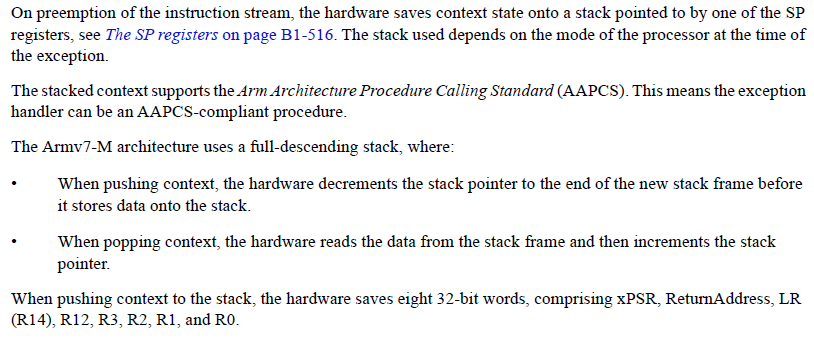 On preemption of the instruction stream, the hardware saves context state onto a stack pointed to by one of the SP
registers, see The SP registers on page B1-516. The stack used depends on the mode of the processor at the time of
the exception.
The stacked context supports the Arm Architecture Procedure Calling Standard (AAPCS). This means the exception
handler can be an AAPCS-compliant procedure.
The Armv7-M architecture uses a full-descending stack, where:
• When pushing context, the hardware decrements the stack pointer to the end of the new stack frame before
it stores data onto the stack.
• When popping context, the hardware reads the data from the stack frame and then increments the stack
pointer.
When pushing context to the stack, the hardware saves eight 32-bit words, comprising xPSR, ReturnAddress, LR
(R14), R12, R3, R2, R1, and R0.